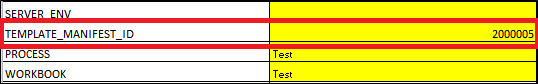 SERVER_ENV
TEMPLATE_MANIFEST_ID 2000005
PROCESS Test
WORKBOOK Test